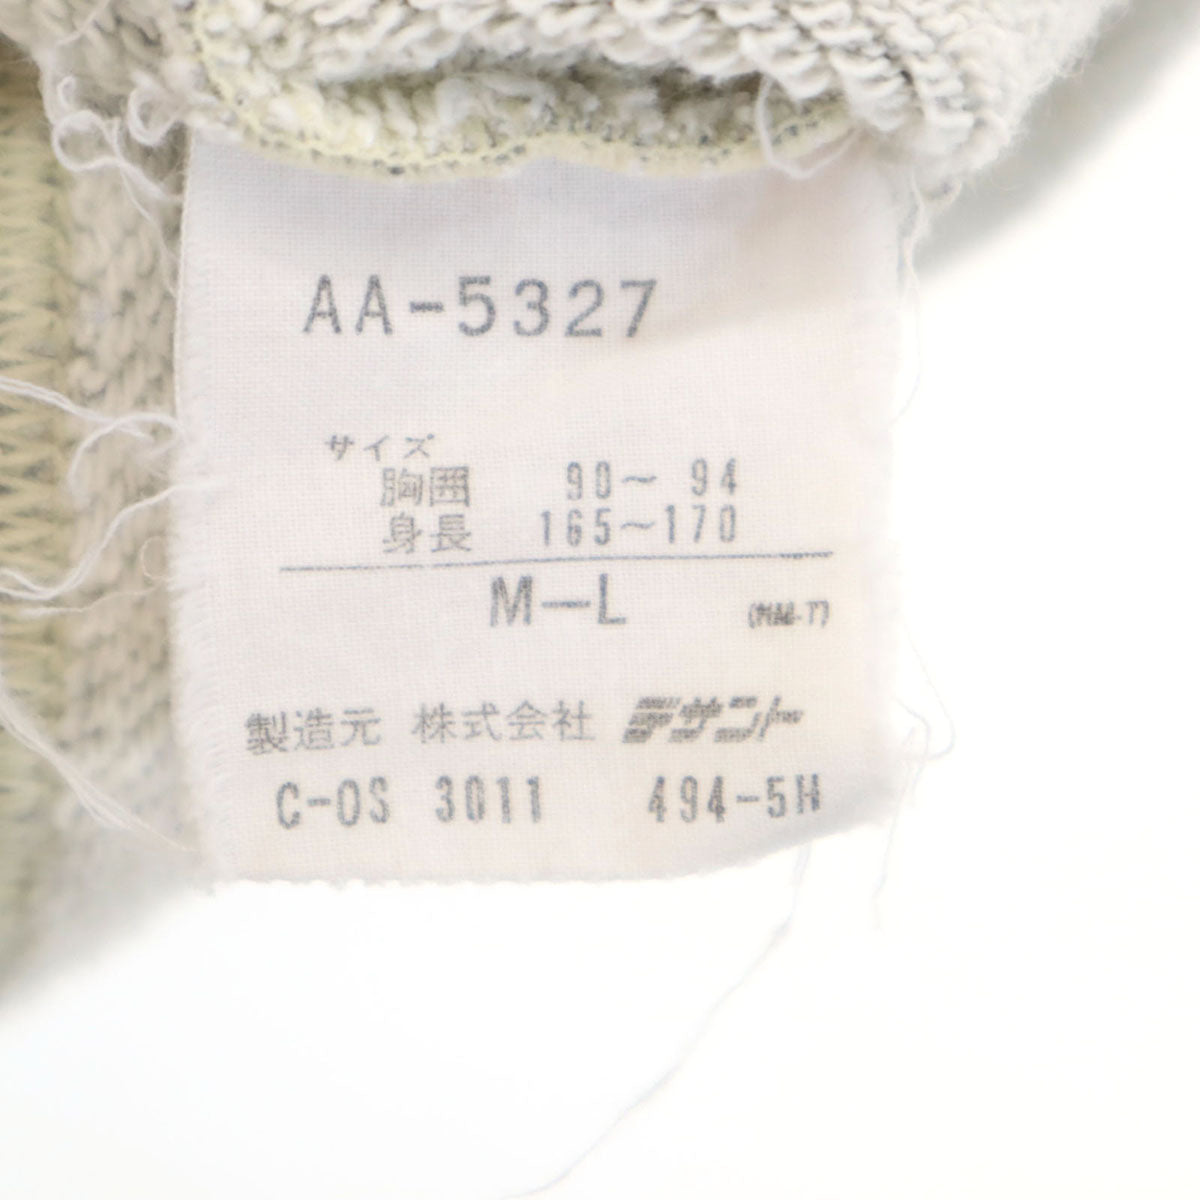 AA-5327
サイズ
胸囲 90～94
身長 165～170
M—L
製造元 株式会社 デサント
C-OS 3011 494-5H